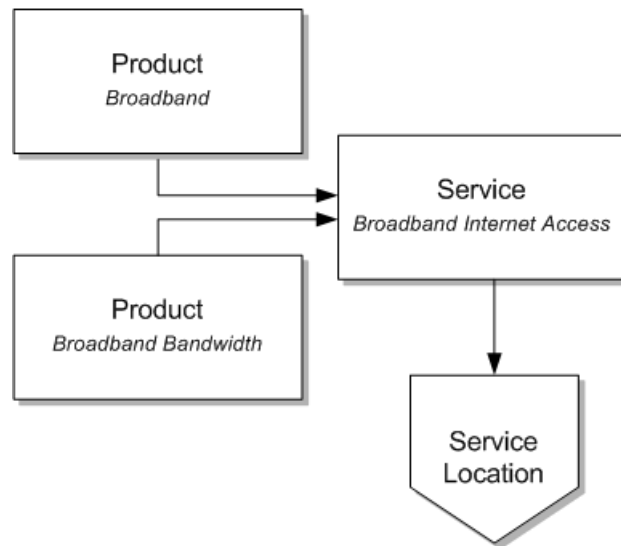 Product
Broadband
Service
Broadband Internet Access
Product
Broadband Bandwidth
Service
Location